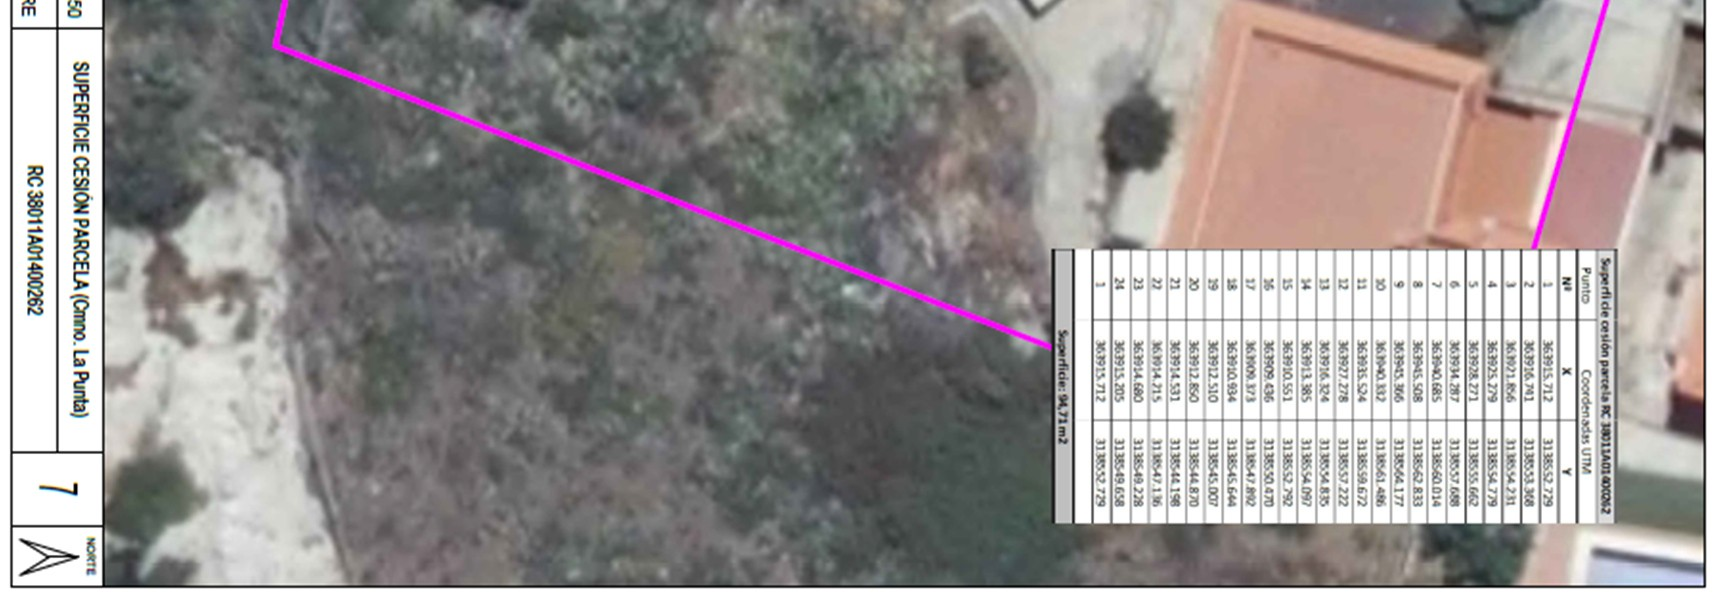 Superficie cesión parcela RC 38011A01400262
Punto Coordenadas UTM
Nº X Y
1 363915.712 3138552.729
2 363916.741 3138553.308
3 363921.856 3138554.231
4 363925.279 3138554.779
5 363928.271 3138555.662
6 363934.287 3138557.688
7 363940.685 3138560.014
8 363945.508 3138562.833
9 363945.366 3138564.177
10 363940.332 3138561.486
11 363935.524 3138559.672
12 363927.278 3138557.222
13 363916.324 3138554.835
14 363913.385 3138554.097
15 363910.551 3138552.792
16 363909.436 3138550.470
17 363909.373 3138547.892
18 363910.934 3138545.644
19 363912.510 3138545.007
20 363912.850 3138544.870
21 363914.531 3138544.198
22 363914.215 3138547.136
23 363914.680 3138549.228
24 363915.205 3138549.638
1 363915.712 3138552.729
Superficie: 94,71 m2
50
SUPERFICIE CESIÓN PARCELA (Cmno. La Punta)
RE
RC 38011A01400262
7
NORTE